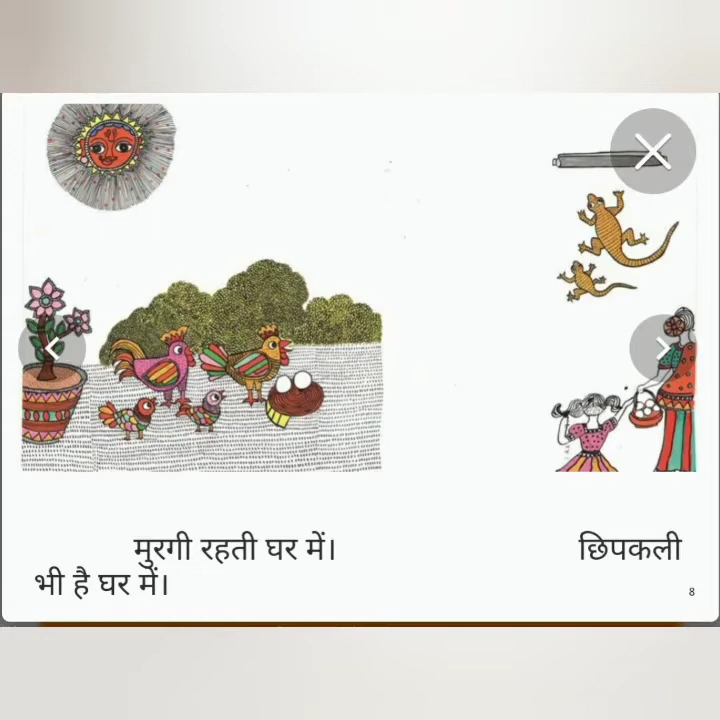 मुरगी रहती घर में। छिपकली
भी है घर में।
8